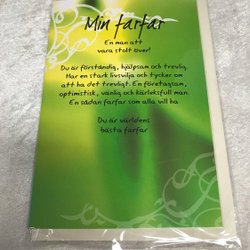 Min farfar
En man att
vara stolt över!
Du är förståndig, hjälpsam och trevlig.
Har en stark livsvilja och tycker om
att ha det trevligt. En företagsam,
optimistisk, vänlig och kärleksfull man.
En sådan farfar som alla vill ha
Du är världens
bästa farfar